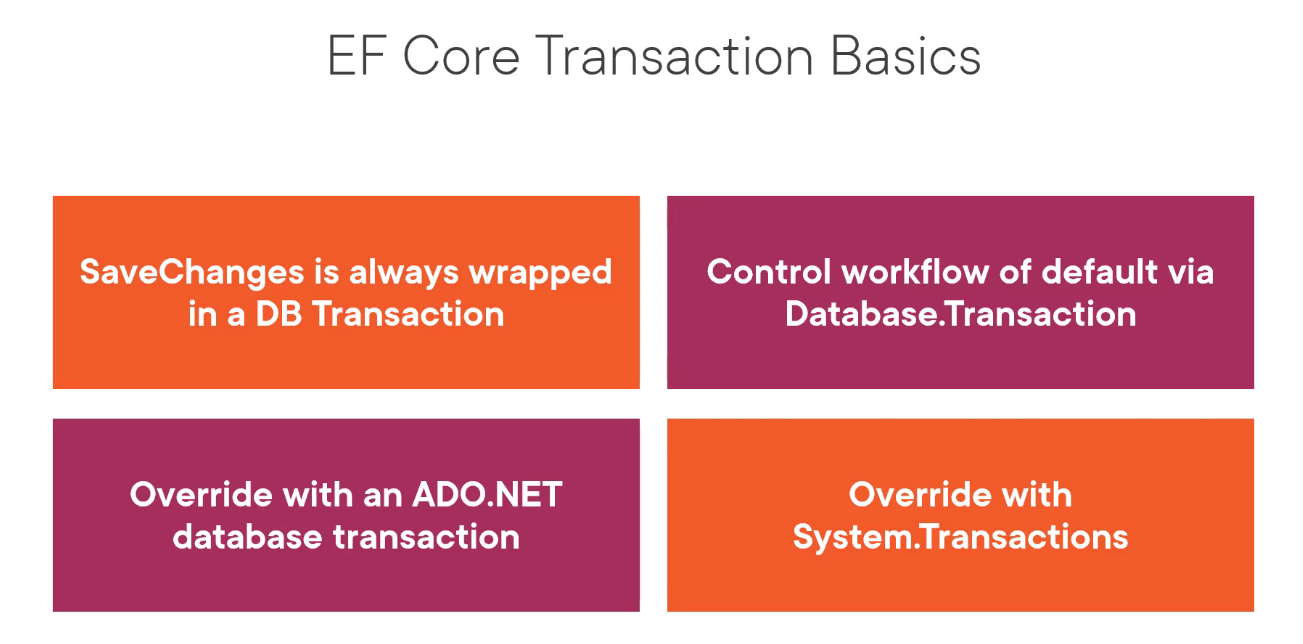 EF Core Transaction Basics
SaveChanges is always wrapped
in a DB Transaction
Control workflow of default via
Database.Transaction
Override with an ADO.NET
database transaction
Override with
System.Transactions